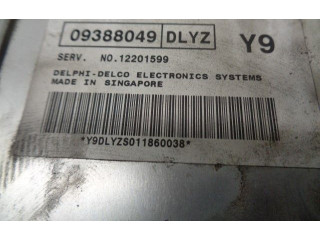 09388049 DLYZ Y9
SERV. NO.12201599
DELPHI-DELCO ELECTRONICS SYSTEMS
MADE IN SINGAPORE
*Y9DLYZS011860038*